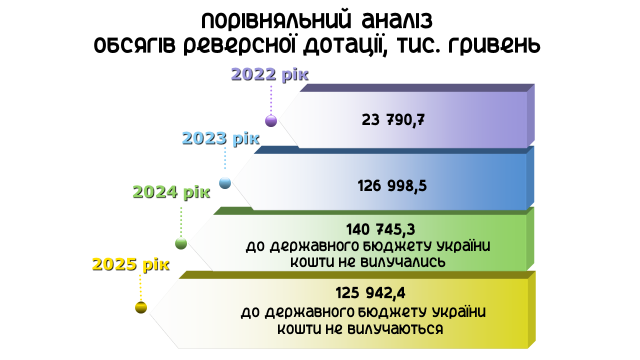 ПОРІВНЯЛЬНИЙ АНАЛІЗ
ОБСЯГІВ РЕВЕРСНОЇ ДОТАЦІЇ, ТИС. ГРИВЕНЬ
2022 рік
23 790,7
2023 рік
126 998,5
2024 рік
140 745,3
ДО ДЕРЖАВНОГО БЮДЖЕТУ УКРАЇНИ
КОШТИ НЕ ВИЛУЧАЛИСЬ
2025 рік
125 942,4
ДО ДЕРЖАВНОГО БЮДЖЕТУ УКРАЇНИ
КОШТИ НЕ ВИЛУЧАЮТЬСЯ